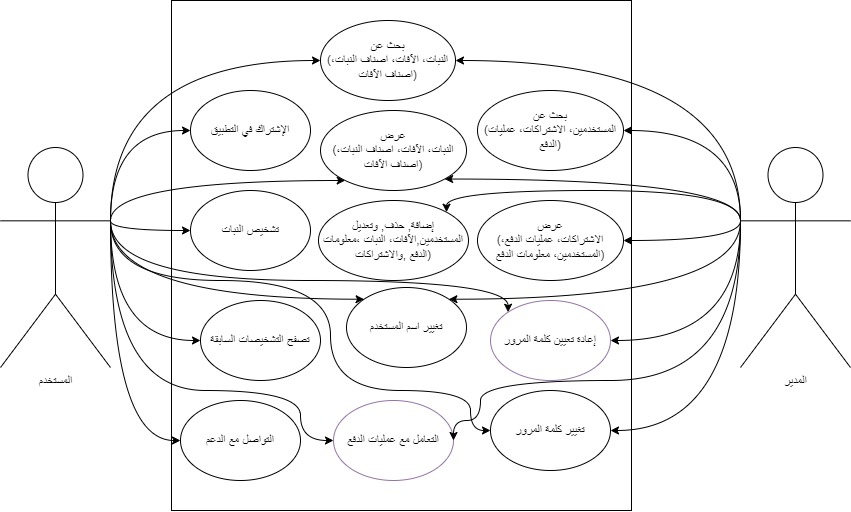 بحث عن
النبات، الآفات، اصناف النبات،)
(اصناف الآفات
الإشتراك في التطبيق
بحث عن
المستخدمين، الاشتراكات، عمليات)
(الدفع
عرض
النبات، الآفات، اصناف النبات،)
(اصناف الآفات
تشخيص النبات
إضافة, حذف, وتعديل
المستخدمين,الآفات، النبات ،معلومات
(الدفع ,والاشتراكات
عرض
الاشتراكات، عمليات الدفع،)
(المستخدمين، معلومات الدفع
تصفح التشخيصات السابقة
تغيير اسم المستخدم
إعادة تعيين كلمة المرور
المستخدم
المدير
التواصل مع الدعم
التعامل مع عمليات الدفع
تغيير كلمة المرور